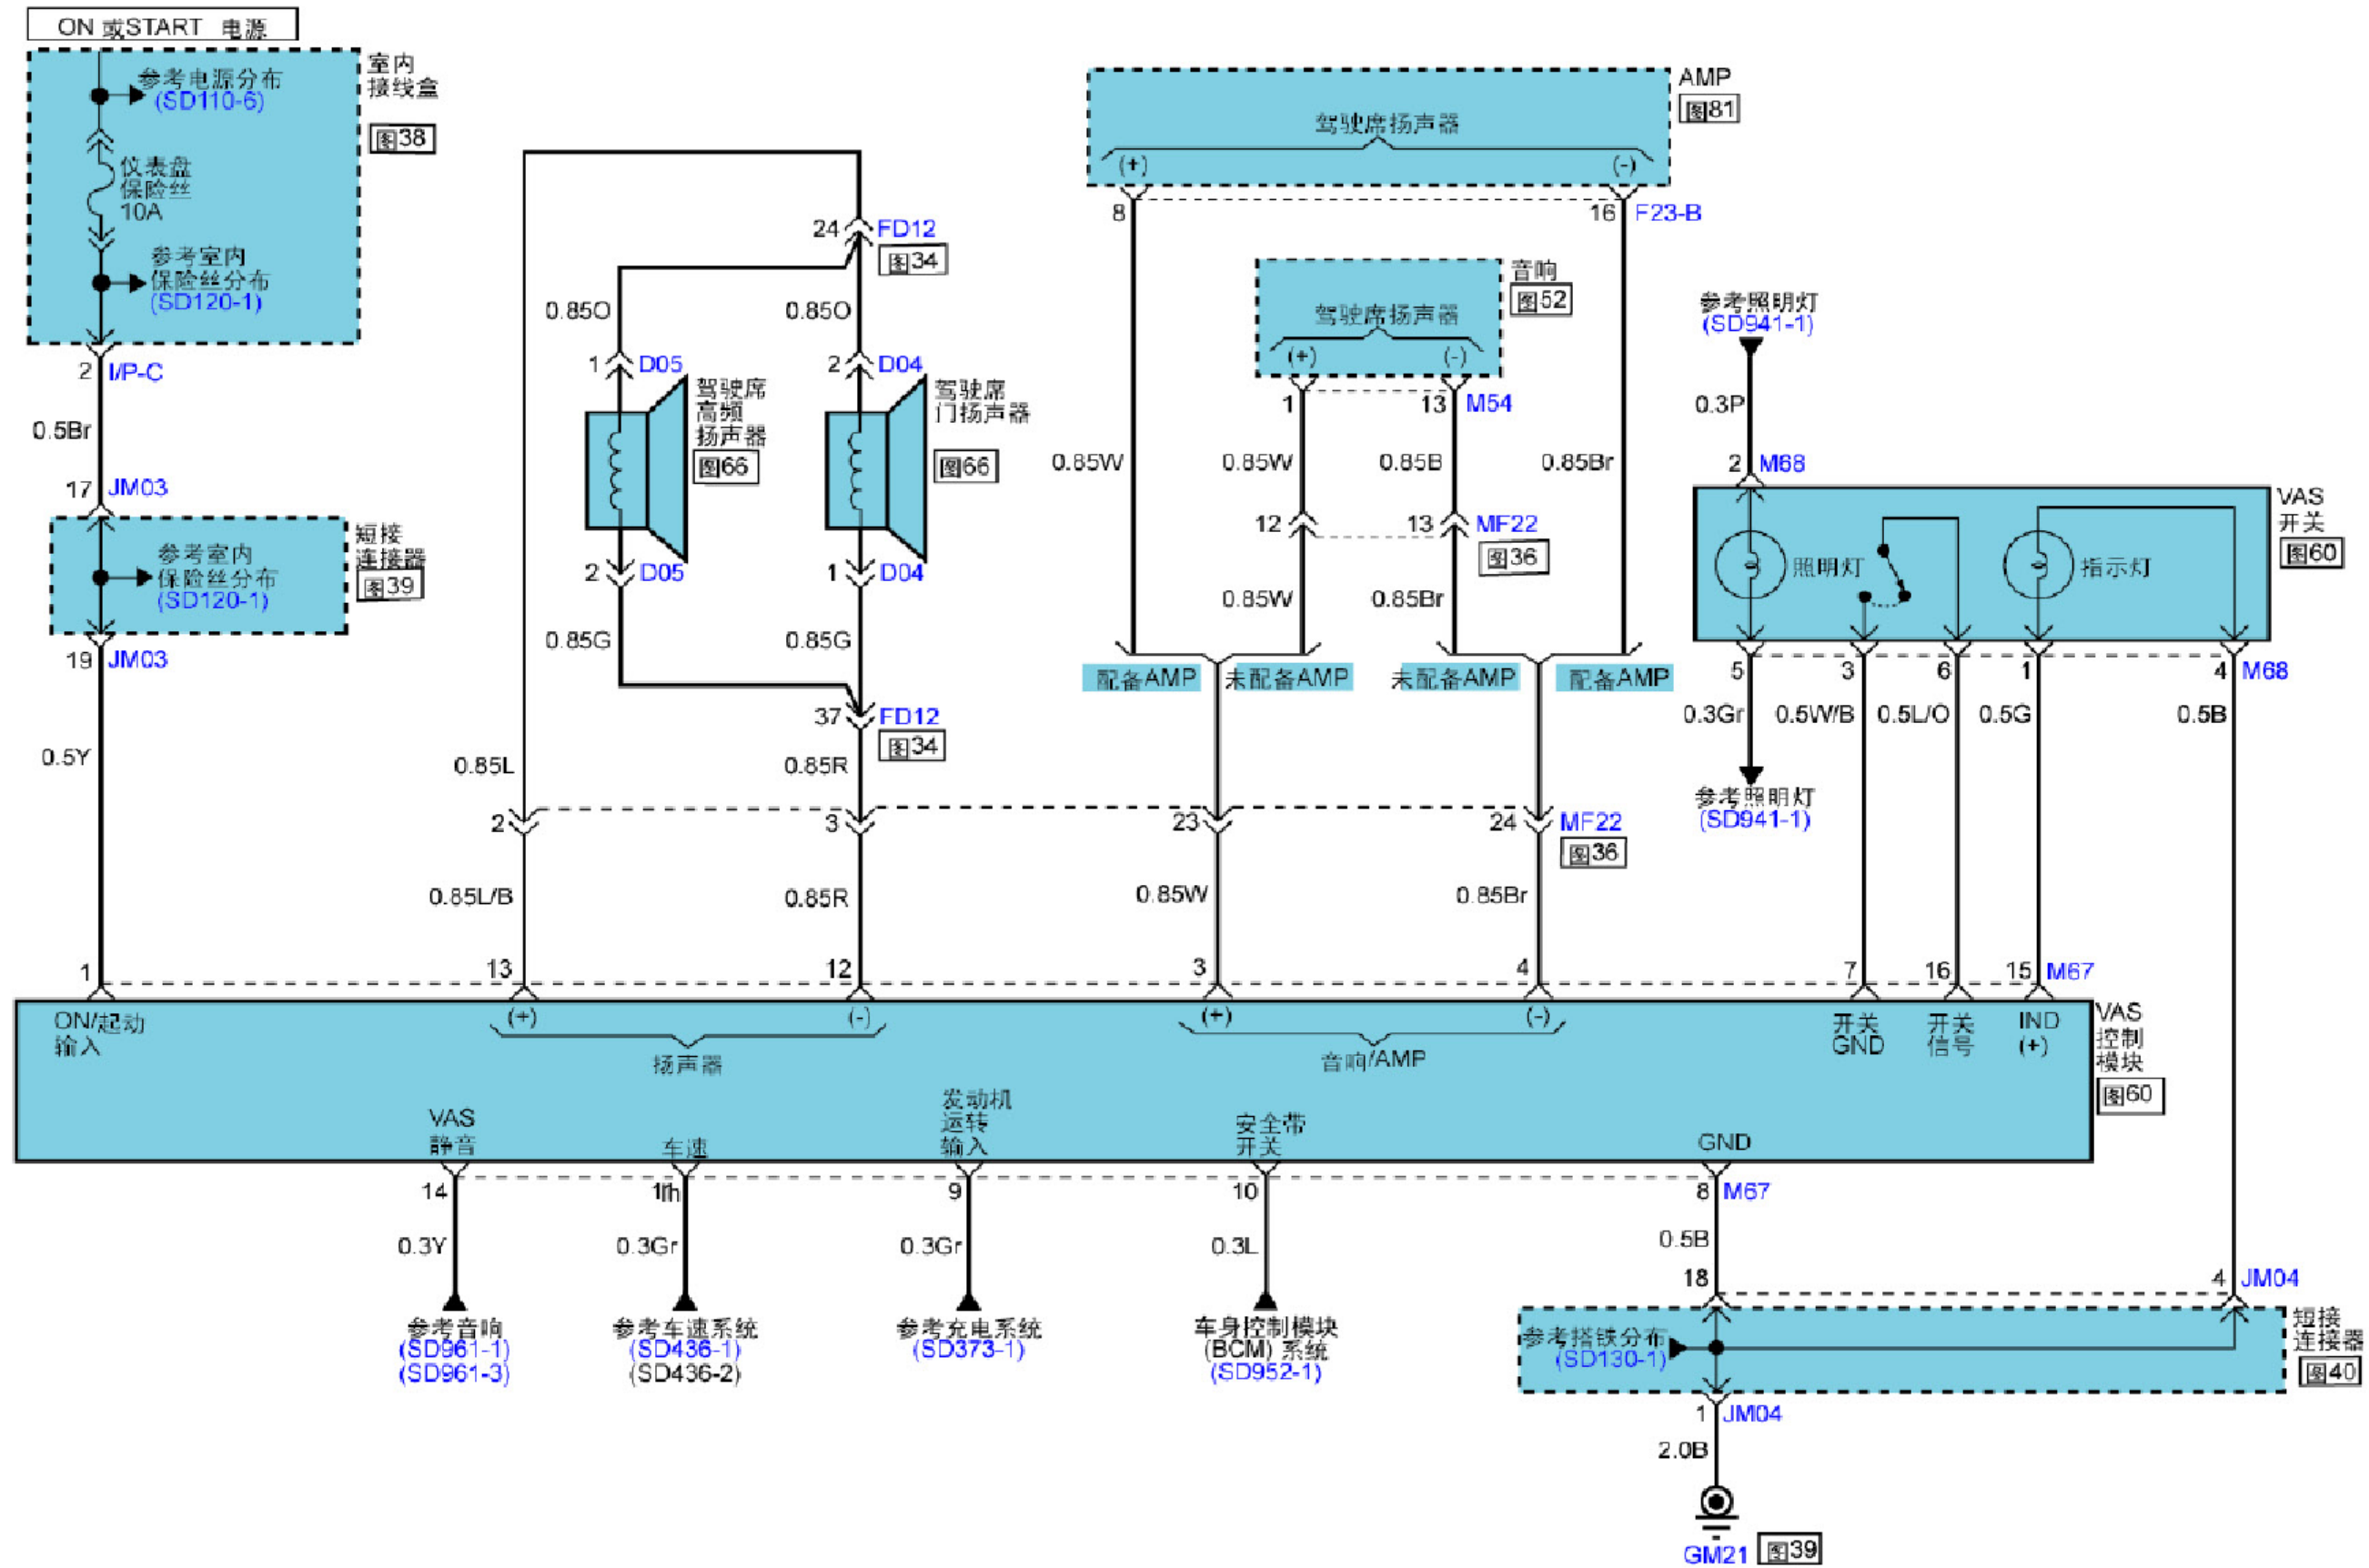 ON 或START 电源
参考电源分布
(SD110-6)
室内
接线盒
图38
仪表盘
保险丝
10A
参考室内
保险丝分布
(SD120-1)
2 I/P-C
0.5Br
17 JM03
参考室内
保险丝分布
(SD120-1)
短接
连接器
图39
19 JM03
0.5Y
24 FD12
图34
0.85O
0.85O
1 D05
2 D04
驾驶席
高频
扬声器
图66
驾驶席
门扬声器
图66
2 D05
1 D04
0.85G
0.85G
37 FD12
图34
0.85L
0.85R
2
3
0.85L/B
0.85R
AMP
图81
驾驶席扬声器
(+)
(-)
8
16 F23-B
音响
图52
驾驶席扬声器
(+)
(-)
1
13 M54
0.85W
0.85W
0.85B
0.85Br
12
13 MF22
图36
0.85W
0.85Br
配备AMP
未配备AMP
未配备AMP
配备AMP
23
24 MF22
图36
0.85W
0.85Br
参考照明灯
(SD941-1)
0.3P
2 M68
VAS
开关
图60
照明灯
指示灯
5
3
6
1
4 M68
0.3Gr
0.5W/B
0.5L/O
0.5G
0.5B
参考照明灯
(SD941-1)
1
13
12
3
4
7
16
15 M67
ON/起动
输入
(+)
(-)
扬声器
(+)
(-)
音响/AMP
开关
GND
开关
信号
IND
(+)
VAS
控制
模块
图60
VAS
静音
车速
发动机
运转
输入
安全带
开关
GND
14
9
10
8 M67
0.3Y
0.3Gr
0.3Gr
0.3L
0.5B
参考音响
(SD961-1)
(SD961-3)
参考车速系统
(SD436-1)
(SD436-2)
参考充电系统
(SD373-1)
车身控制模块
(BCM) 系统
(SD952-1)
18
4 JM04
参考搭铁分布
(SD130-1)
短接
连接器
图40
1 JM04
2.0B
GM21 图39